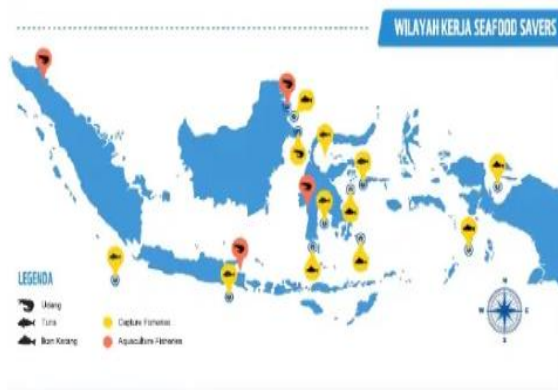 WILAYAH KERJA SEAFOOD SAVERS
LEGENDA
Udang
Tuna
Ikan Karang
Capture Fisheries
Aquaculture Fisheries